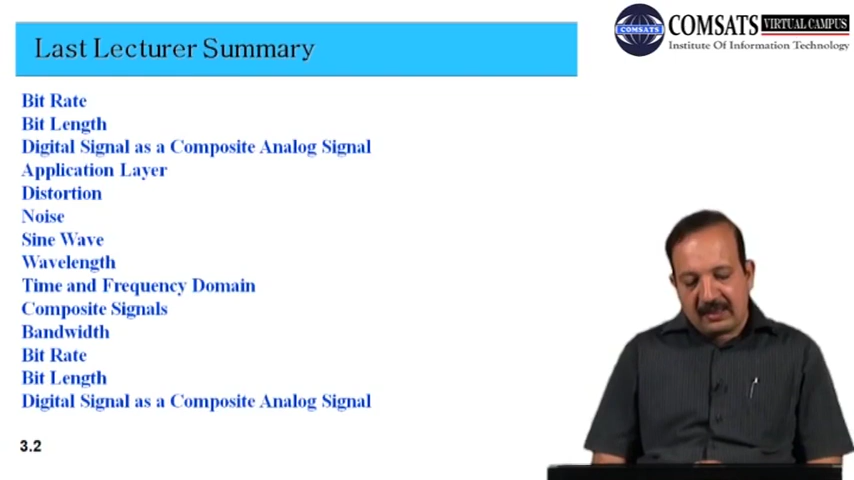 Last Lecturer Summary
COMSATS
COMSATS VIRTUAL CAMPUS
Institute Of Information Technology
Bit Rate
Bit Length
Digital Signal as a Composite Analog Signal
Application Layer
Distortion
Noise
Sine Wave
Wavelength
Time and Frequency Domain
Composite Signals
Bandwidth
Bit Rate
Bit Length
Digital Signal as a Composite Analog Signal
3.2